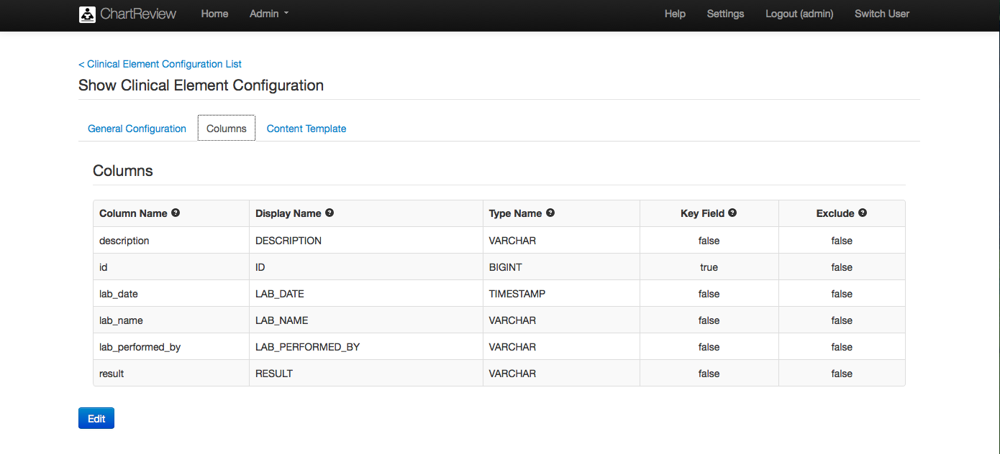 ChartReview Home Admin Help Settings Logout (admin) Switch User
< Clinical Element Configuration List
Show Clinical Element Configuration
General Configuration Columns Content Template
Columns
Column Name Display Name Type Name Key Field Exclude
description DESCRIPTION VARCHAR false false
id ID BIGINT true false
lab_date LAB_DATE TIMESTAMP false false
lab_name LAB_NAME VARCHAR false false
lab_performed_by LAB_PERFORMED_BY VARCHAR false false
result RESULT VARCHAR false false
Edit